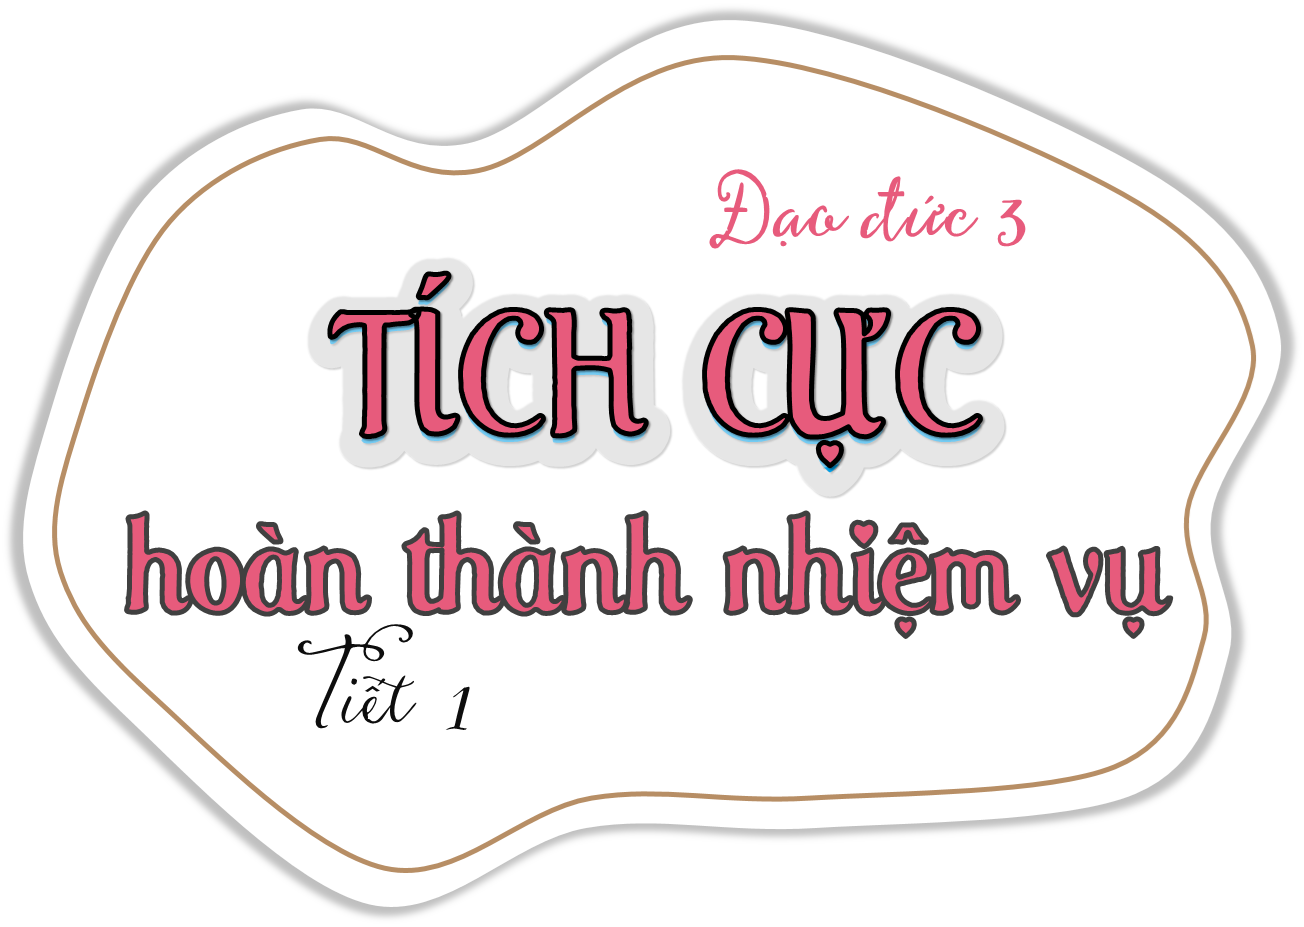 Đạo đức 3
TÍCH CỰC
hoàn thành nhiệm vụ
Tiết 1